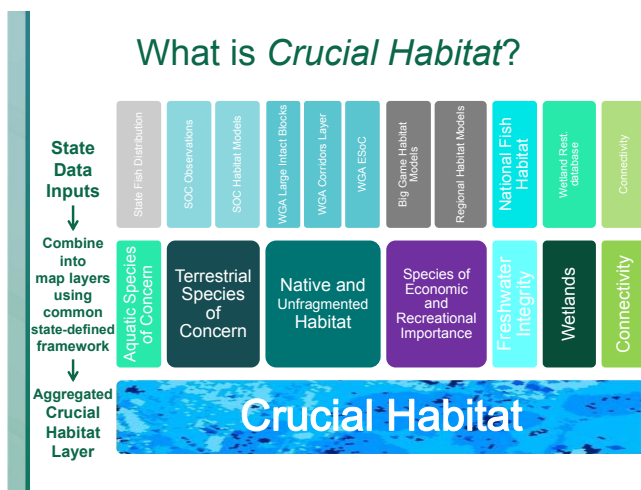 What is Crucial Habitat?
State
Data
Inputs
State Fish Distribution
SOC Observations
SOC Habitat Models
WGA Large Intact Blocks
WGA Corridors Layer
WGA ESoC
Big Game Habitat
Models
Regional Habitat Models
National Fish
Habitat
Wetland Rest.
database
Connectivity
Combine
into
map layers
using
common
state-defined
framework
Aquatic Species
of Concern
Terrestrial
Species
of
Concern
Native and
Unfragmented
Habitat
Species of
Economic
and
Recreational
Importance
Freshwater
Integrity
Wetlands
Connectivity
Aggregated
Crucial
Habitat
Layer
Crucial Habitat